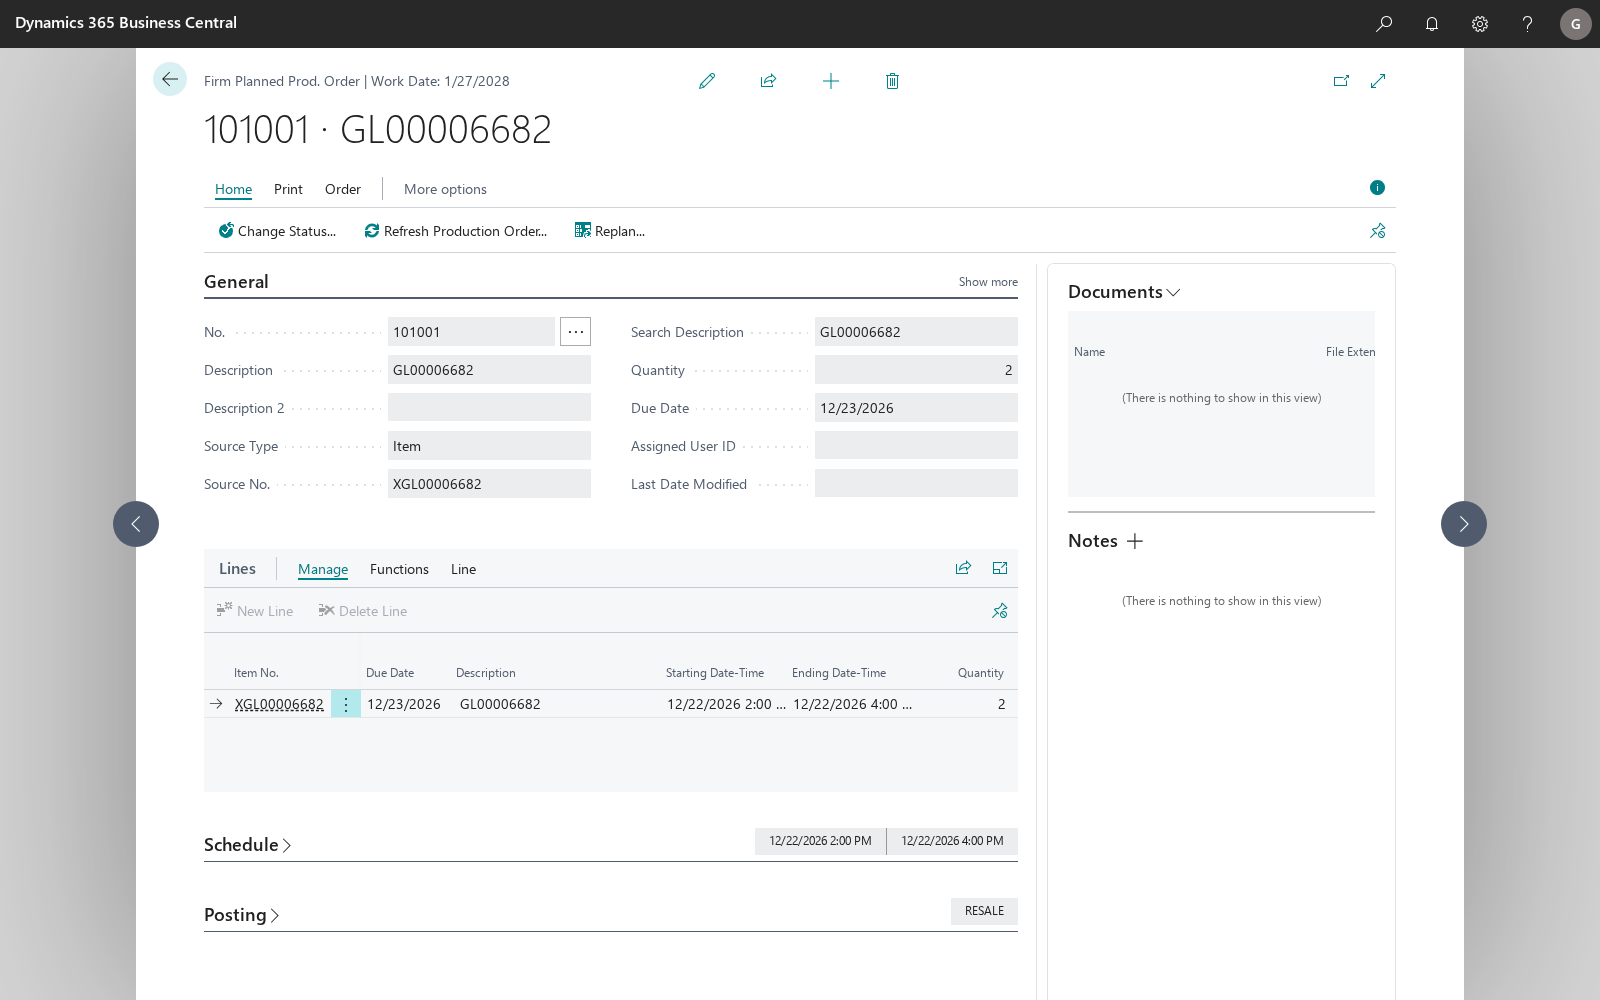 Dynamics 365 Business Central
G
Firm Planned Prod. Order | Work Date: 1/27/2028
101001 · GL00006682
Home Print Order More options
Change Status... Refresh Production Order... Replan...
General Show more
No. 101001
Description GL00006682
Description 2
Source Type Item
Source No. XGL00006682
Search Description GL00006682
Quantity 2
Due Date 12/23/2026
Assigned User ID
Last Date Modified
Lines Manage Functions Line
New Line Delete Line
Item No. Due Date Description Starting Date-Time Ending Date-Time Quantity
XGL00006682 12/23/2026 GL00006682 12/22/2026 2:00 ... 12/22/2026 4:00 ... 2
Schedule 12/22/2026 2:00 PM 12/22/2026 4:00 PM
Posting RESALE
Documents
Name File Exten
(There is nothing to show in this view)
Notes
(There is nothing to show in this view)